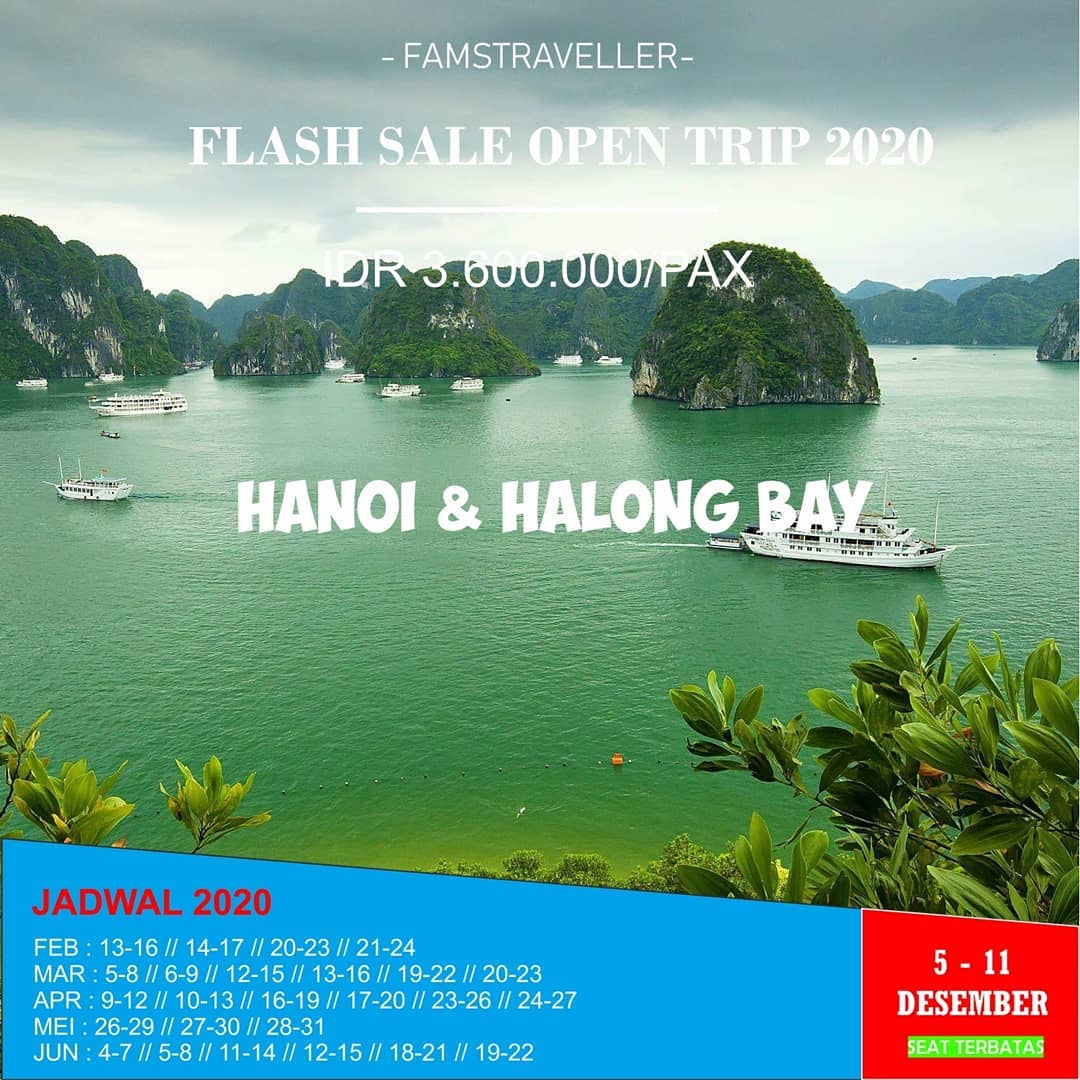 - FAMSTRAVELLER-
FLASH SALE OPEN TRIP 2020
IDR 3.600.000/PAX
HANOI & HALONG BAY
JADWAL 2020
FEB : 13-16 // 14-17 // 20-23 // 21-24
MAR : 5-8 // 6-9 // 12-15 // 13-16 // 19-22 // 20-23
APR : 9-12 // 10-13 // 16-19 // 17-20 // 23-26 // 24-27
MEI : 26-29 // 27-30 // 28-31
JUN : 4-7 // 5-8 // 11-14 // 12-15 // 18-21 // 19-22
5 - 11
DESEMBER
SEAT TERBATAS